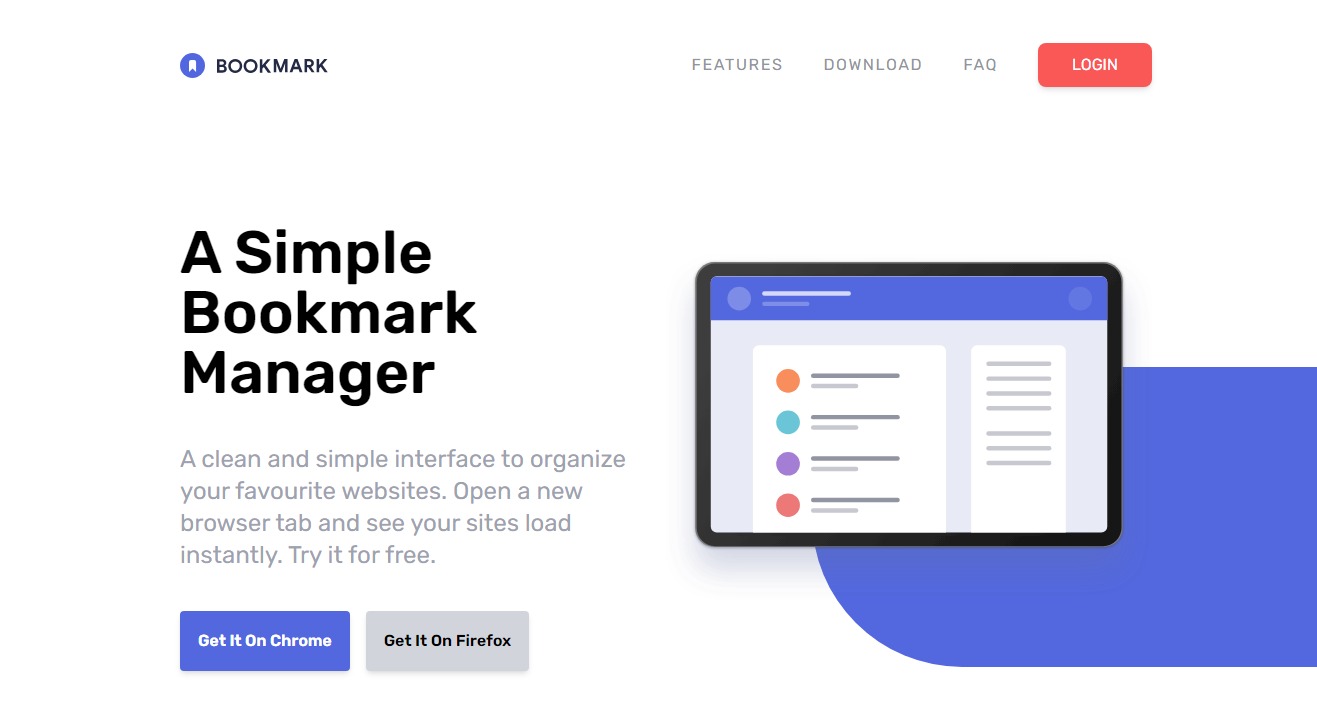 BOOKMARK
FEATURES DOWNLOAD FAQ LOGIN
A Simple
Bookmark
Manager
A clean and simple interface to organize
your favourite websites. Open a new
browser tab and see your sites load
instantly. Try it for free.
Get It On Chrome Get It On Firefox